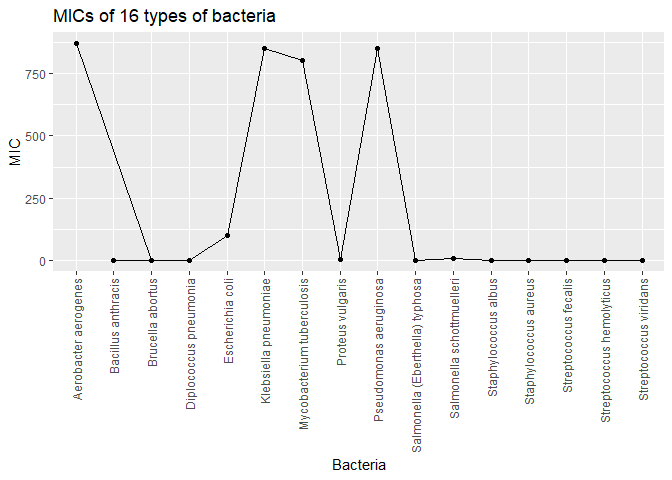 MICs of 16 types of bacteria
MIC
750
500
250
0
Aerobacter aerogenes
Bacillus anthracis
Brucella abortus
Diplococcus pneumonia
Escherichia coli
Klebsiella pneumoniae
Mycobacterium tuberculosis
Proteus vulgaris
Pseudomonas aeruginosa
Salmonella (Eberthella) typhosa
Salmonella schottmuelleri
Staphylococcus albus
Staphylococcus aureus
Streptococcus fecalis
Streptococcus hemolyticus
Streptococcus viridans
Bacteria